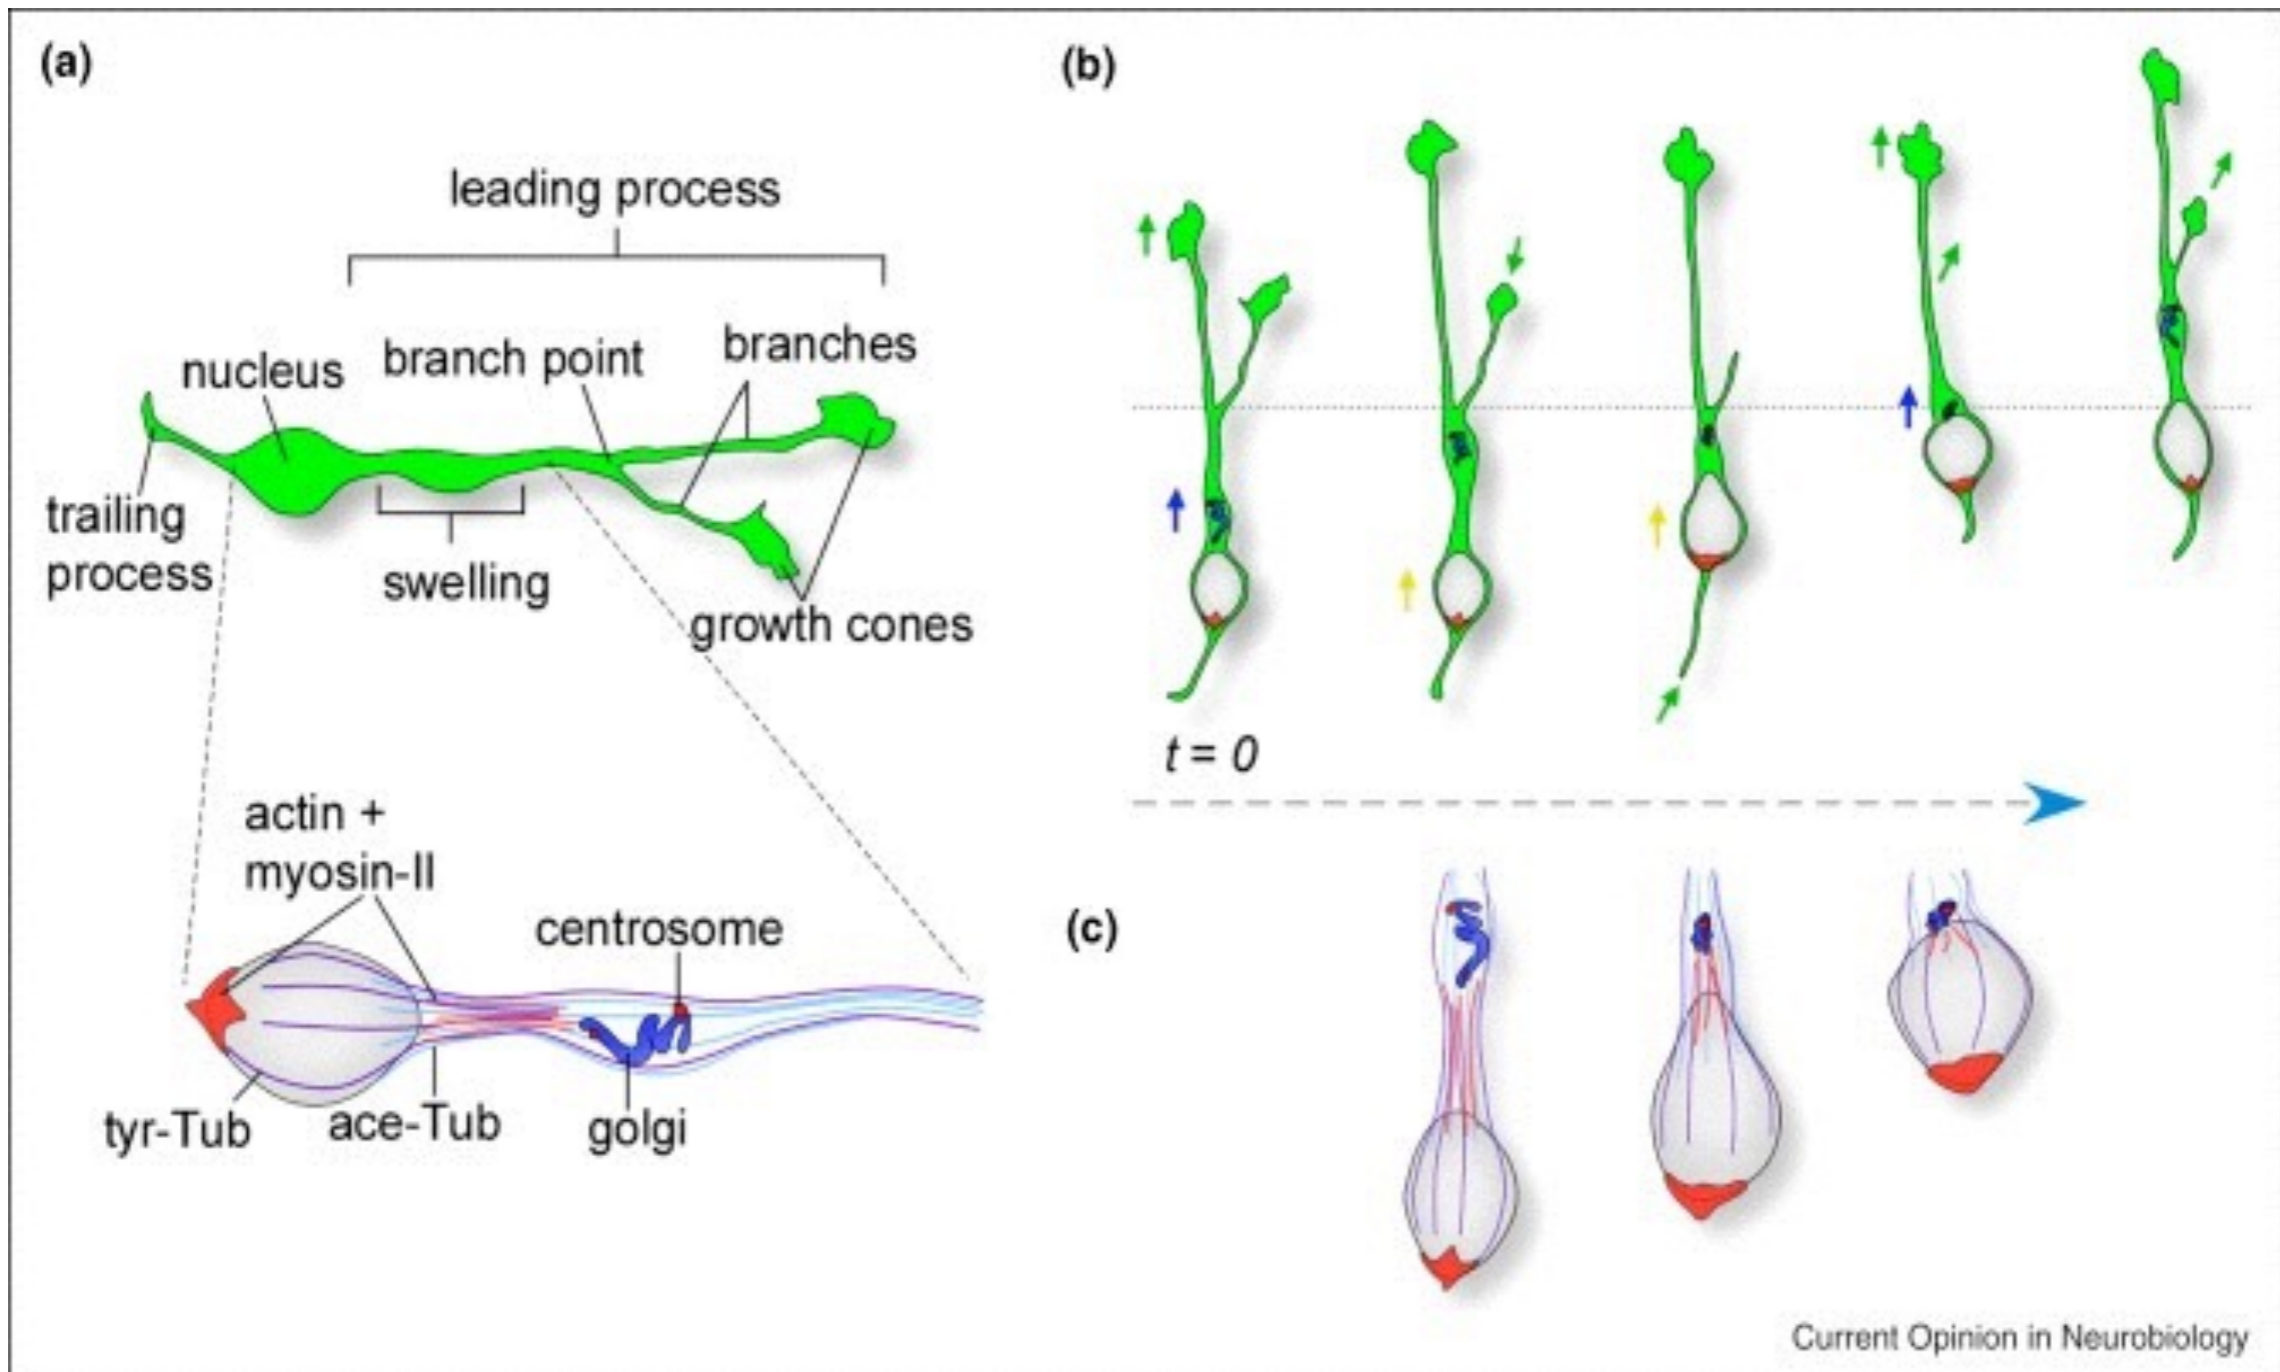 (a)
leading process
nucleus
branch point
branches
trailing
process
swelling
growth cones
actin +
myosin-II
centrosome
tyr-Tub
ace-Tub
golgi
(b)
t = 0
(c)
Current Opinion in Neurobiology